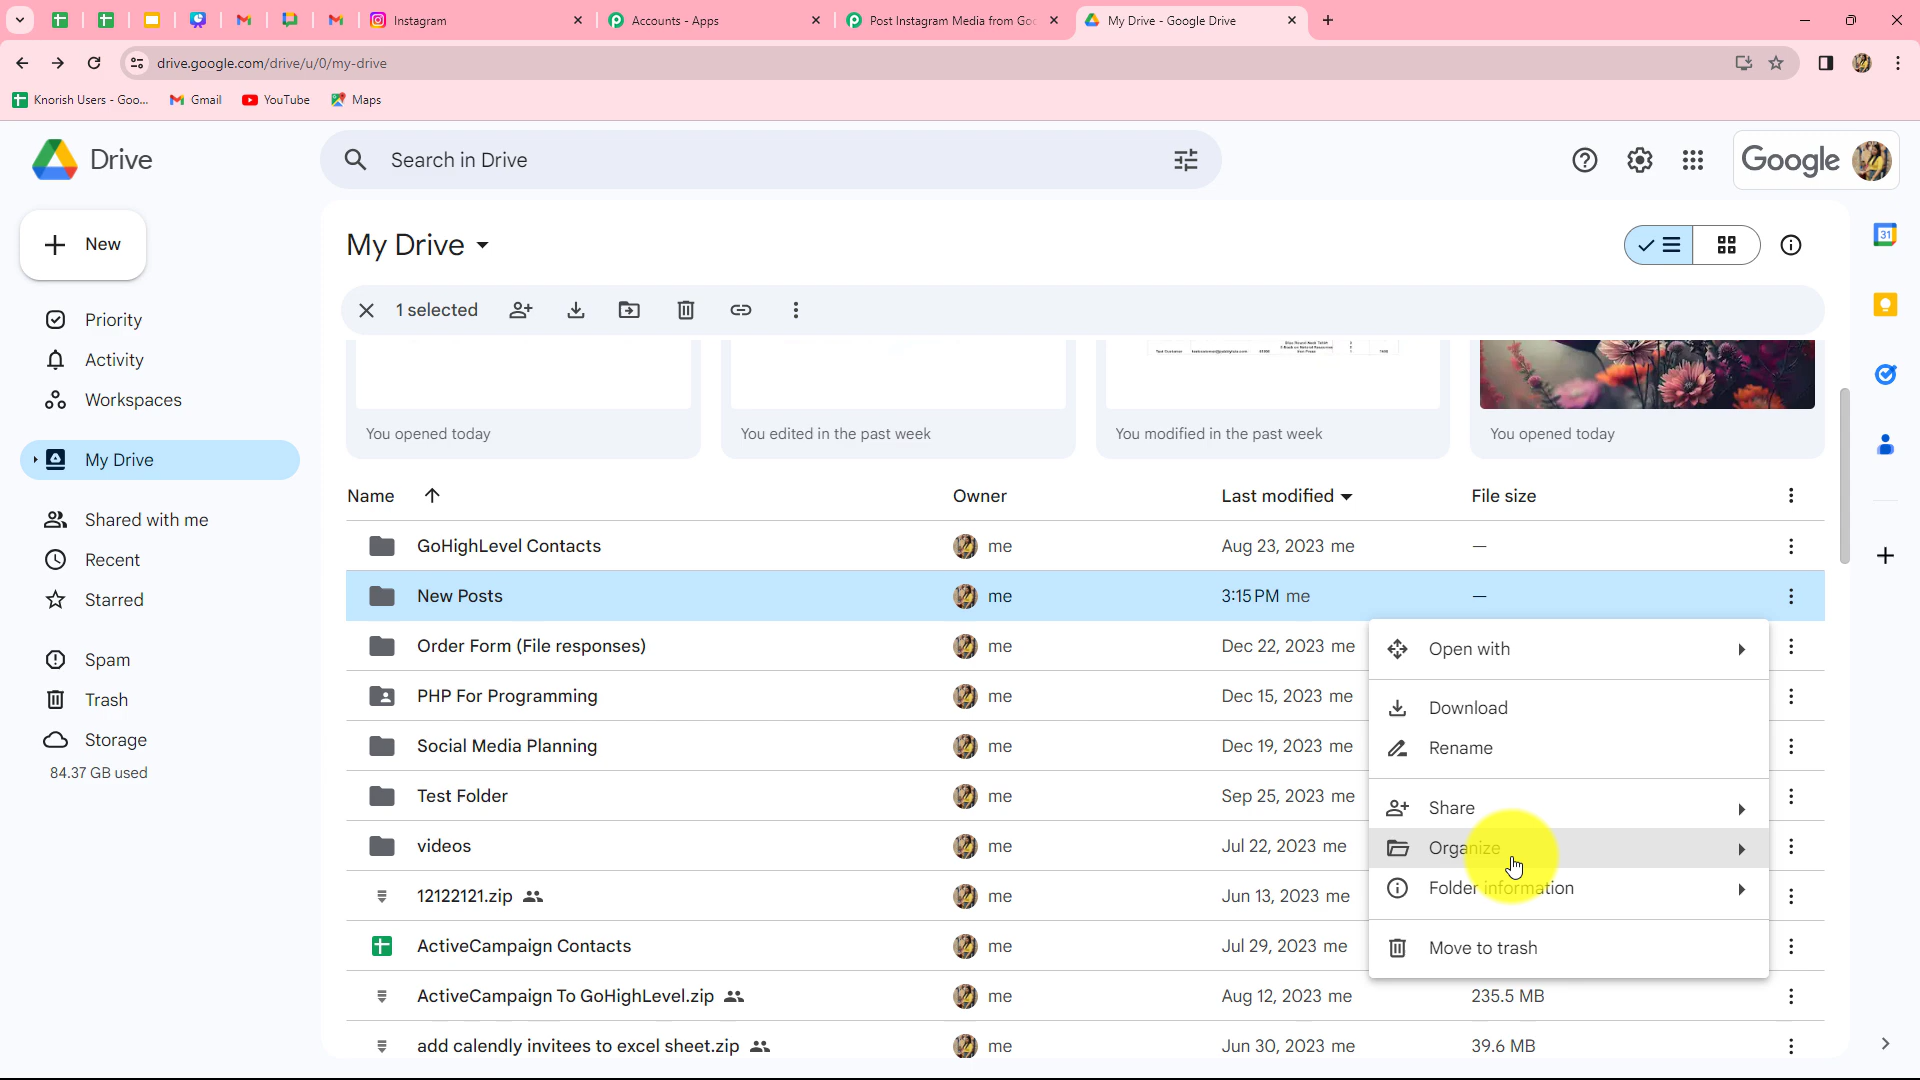 Instagram
Accounts - Apps
Post Instagram Media from Goo
My Drive - Google Drive
drive.google.com/drive/u/0/my-drive
Knorish Users - Goo...
Gmail
YouTube
Maps
Drive
Search in Drive
Google
New
My Drive
1 selected
Priority
Activity
Workspaces
My Drive
Shared with me
Recent
Starred
Spam
Trash
Storage
84.37 GB used
You opened today
You edited in the past week
You modified in the past week
You opened today
Name Owner Last modified File size
GoHighLevel Contacts me Aug 23, 2023 me —
New Posts me 3:15 PM me —
Order Form (File responses) me Dec 22, 2023 me
PHP For Programming me Dec 15, 2023 me
Social Media Planning me Dec 19, 2023 me
Test Folder me Sep 25, 2023 me
videos me Jul 22, 2023 me
12122121.zip me Jun 13, 2023 me
ActiveCampaign Contacts me Jul 29, 2023 me
ActiveCampaign To GoHighLevel.zip me Aug 12, 2023 me 235.5 MB
add calendly invitees to excel sheet.zip me Jun 30, 2023 me 39.6 MB
Open with
Download
Rename
Share
Organize
Folder information
Move to trash
31